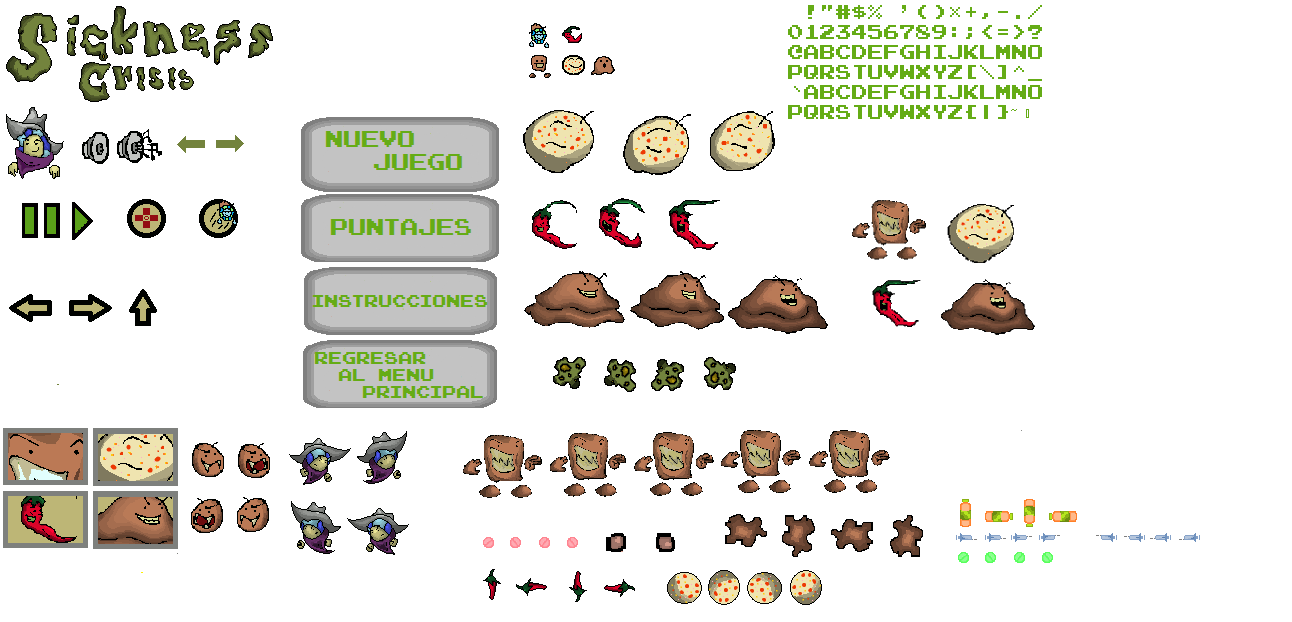 Sickness
Crisis
!"#$% '()×+,-./
0123456789:;<=>?
@ABCDEFGHIJKLMNO
PQRSTUVWXYZ[\]^_
`ABCDEFGHIJKLMNO
PQRSTUVWXYZ{|}~
NUEVO
JUEGO
PUNTAJES
INSTRUCCIONES
REGRESAR
AL MENU
PRINCIPAL